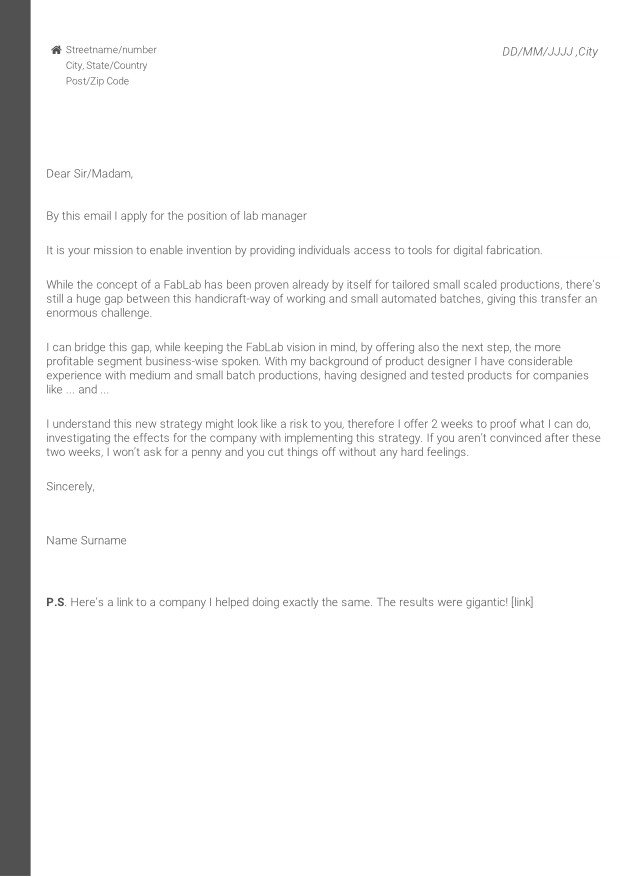 Streetname/number
DD/MM/JJJJ ,City
City, State/Country
Post/Zip Code
Dear Sir/Madam,
By this email I apply for the position of lab manager
It is your mission to enable invention by providing individuals access to tools for digital fabrication.
While the concept of a FabLab has been proven already by itself for tailored small scaled productions, there's
still a huge gap between this handicraft-way of working and small automated batches, giving this transfer an
enormous challenge.
I can bridge this gap, while keeping the FabLab vision in mind, by offering also the next step, the more
profitable segment business-wise spoken. With my background of product designer I have considerable
experience with medium and small batch productions, having designed and tested products for companies
like ... and ...
I understand this new strategy might look like a risk to you, therefore I offer 2 weeks to proof what I can do,
investigating the effects for the company with implementing this strategy. If you aren't convinced after these
two weeks, I won't ask for a penny and you cut things off without any hard feelings.
Sincerely,
Name Surname
P.S. Here's a link to a company I helped doing exactly the same. The results were gigantic! [link]